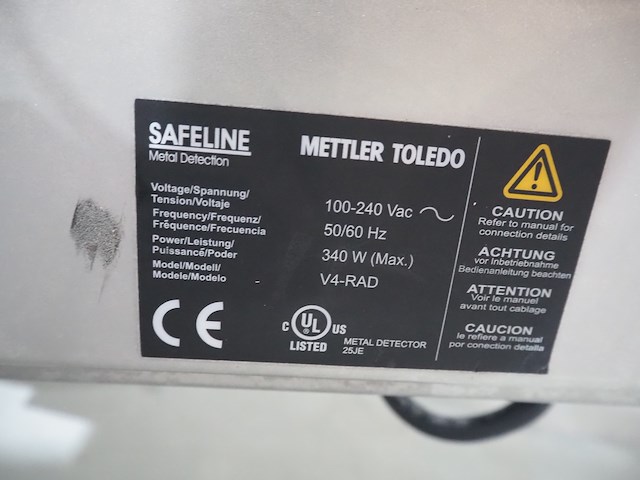 SAFELINE
Metal Detection
METTLER TOLEDO
Voltage/Spannung/
Tension/Voltaje
100-240 Vac
Frequency/Frequenz/
Frêquence/Frecuencia
50/60 Hz
Power/Leistung/
Puissancé/Poder
340 W (Max.)
Model/Modell/
Modele/Modelo
V4-RAD
CE
C UL US
®
LISTED
METAL DETECTOR
25JE
CAUTION
Refer to manual for
connection details
ACHTUNG
vor Inbetriebnahme
Bedienanleitung beachten
ATTENTION
Voir le manuel
avant tout cablage
CAUCION
le refiere a manual
por conection detalla